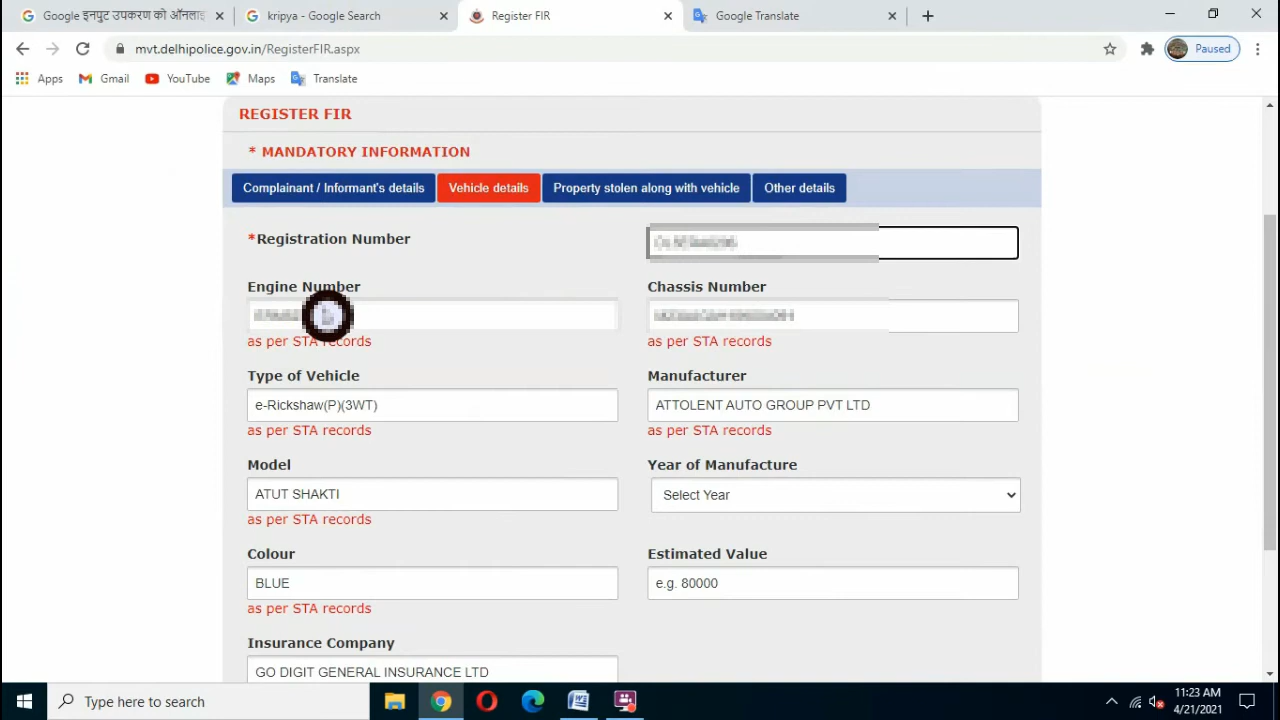 Google इनपुट उपकरण को ऑनलाइ
kripya - Google Search
Register FIR
Google Translate
mvt.delhipolice.gov.in/RegisterFIR.aspx
Paused
Apps
Gmail
YouTube
Maps
Translate
REGISTER FIR
* MANDATORY INFORMATION
Complainant / Informant's details
Vehicle details
Property stolen along with vehicle
Other details
*Registration Number
Engine Number
Chassis Number
as per STA records
as per STA records
Type of Vehicle
Manufacturer
e-Rickshaw(P)(3WT)
ATTOLENT AUTO GROUP PVT LTD
as per STA records
as per STA records
Model
Year of Manufacture
ATUT SHAKTI
Select Year
as per STA records
Colour
Estimated Value
BLUE
e.g. 80000
as per STA records
Insurance Company
GO DIGIT GENERAL INSURANCE LTD
Type here to search
11:23 AM
4/21/2021